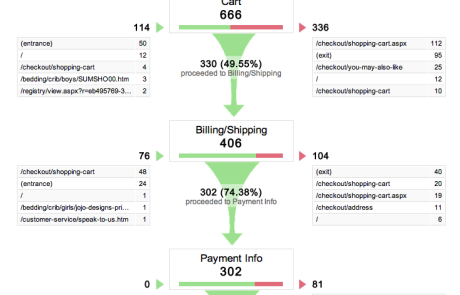 Cart
666
114
336
(entrance) 50
/ 12
/checkout/shopping-cart 4
/bedding/crib/boys/SUMSHO00.htm 3
/registry/view.aspx?r=eb495769-3... 2
/checkout/shopping-cart.aspx 112
(exit) 95
/checkout/you-may-also-like 25
/ 12
/checkout/shopping-cart 10
330 (49.55%)
proceeded to Billing/Shipping
Billing/Shipping
406
76
104
/checkout/shopping-cart 48
(entrance) 24
/ 1
/bedding/crib/girls/jojo-designs-pri... 1
/customer-service/speak-to-us.htm 1
(exit) 40
/checkout/shopping-cart 20
/checkout/shopping-cart.aspx 19
/checkout/address 11
/ 6
302 (74.38%)
proceeded to Payment Info
Payment Info
302
0
81